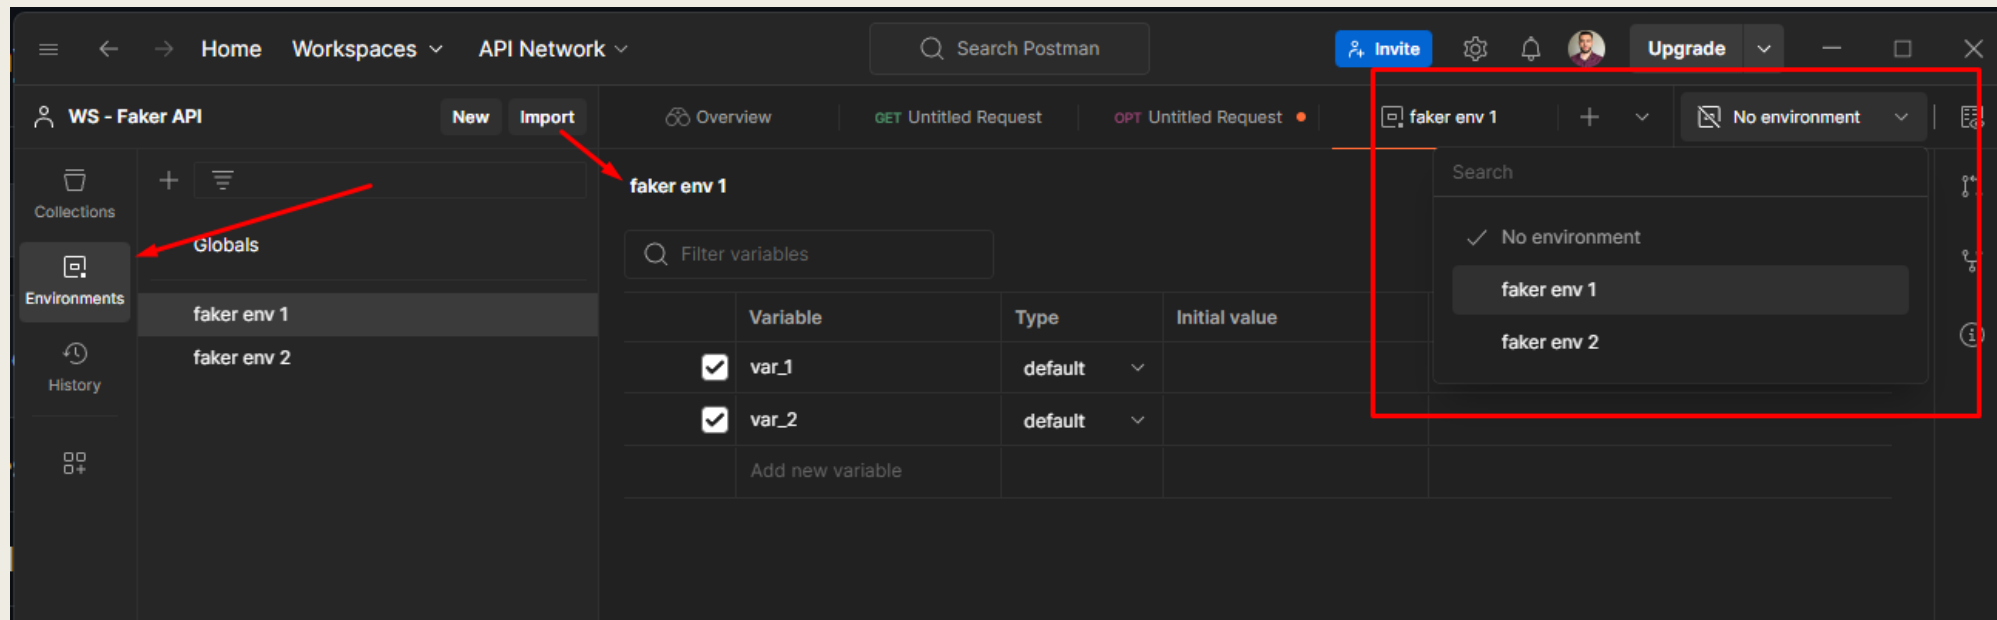 Home Workspaces API Network Search Postman Invite Upgrade
WS - Faker API New Import Overview GET Untitled Request OPT Untitled Request faker env 1 No environment
Collections
Environments
History
Globals
faker env 1
faker env 2
faker env 1
Filter variables
Variable Type Initial value
var_1 default
var_2 default
Add new variable
Search
No environment
faker env 1
faker env 2